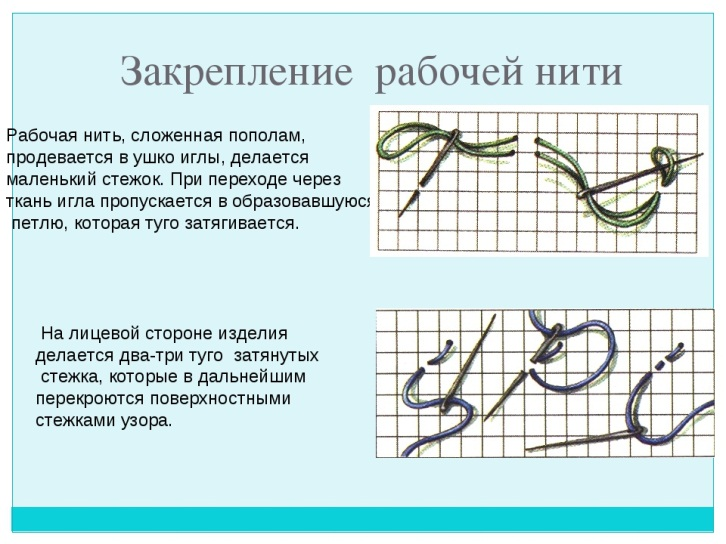 Закрепление рабочей нити
Рабочая нить, сложенная пополам,
продевается в ушко иглы, делается
маленький стежок. При переходе через
ткань игла пропускается в образовавшуюся
петлю, которая туго затягивается.
На лицевой стороне изделия
делается два-три туго затянутых
стежка, которые в дальнейшим
перекроются поверхностными
стежками узора.